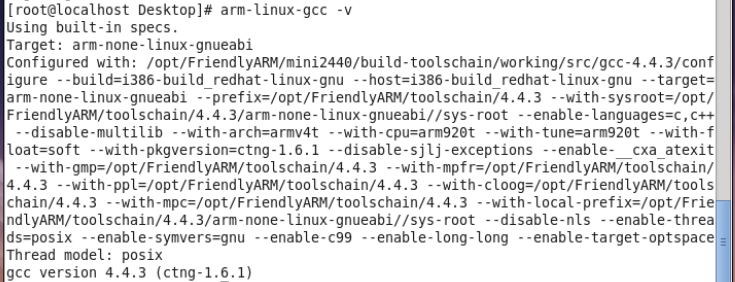 [root@localhost Desktop]# arm-linux-gcc -v
Using built-in specs.
Target: arm-none-linux-gnueabi
Configured with: /opt/FriendlyARM/mini2440/build-toolschain/working/src/gcc-4.4.3/conf
igure --build=i386-build_redhat-linux-gnu --host=i386-build_redhat-linux-gnu --target=
arm-none-linux-gnueabi --prefix=/opt/FriendlyARM/toolschain/4.4.3 --with-sysroot=/opt/
FriendlyARM/toolschain/4.4.3/arm-none-linux-gnueabi//sys-root --enable-languages=c,c++
 --disable-multilib --with-arch=armv4t --with-cpu=arm920t --with-tune=arm920t --with-f
loat=soft --with-pkgversion=ctng-1.6.1 --disable-sjlj-exceptions --enable-__cxa_atexit
 --with-gmp=/opt/FriendlyARM/toolschain/4.4.3 --with-mpfr=/opt/FriendlyARM/toolschain/
4.4.3 --with-ppl=/opt/FriendlyARM/toolschain/4.4.3 --with-cloog=/opt/FriendlyARM/tools
chain/4.4.3 --with-mpc=/opt/FriendlyARM/toolschain/4.4.3 --with-local-prefix=/opt/Frie
ndlyARM/toolschain/4.4.3/arm-none-linux-gnueabi//sys-root --disable-nls --enable-threa
ds=posix --enable-symvers=gnu --enable-c99 --enable-long-long --enable-target-optspace
Thread model: posix
gcc version 4.4.3 (ctng-1.6.1)